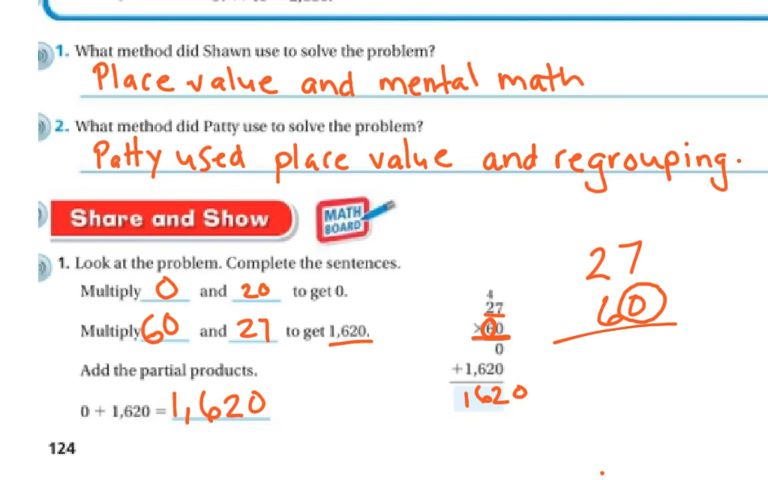 1. What method did Shawn use to solve the problem?
Place value and mental math
2. What method did Patty use to solve the problem?
Patty used place value and regrouping.
Share and Show
MATH
BOARD
1. Look at the problem. Complete the sentences.
Multiply 0 and 20 to get 0.
Multiply 60 and 27 to get 1,620.
Add the partial products.
0 + 1,620 = 1,620
4
27
×60
0
+1,620
1620
27
60
124